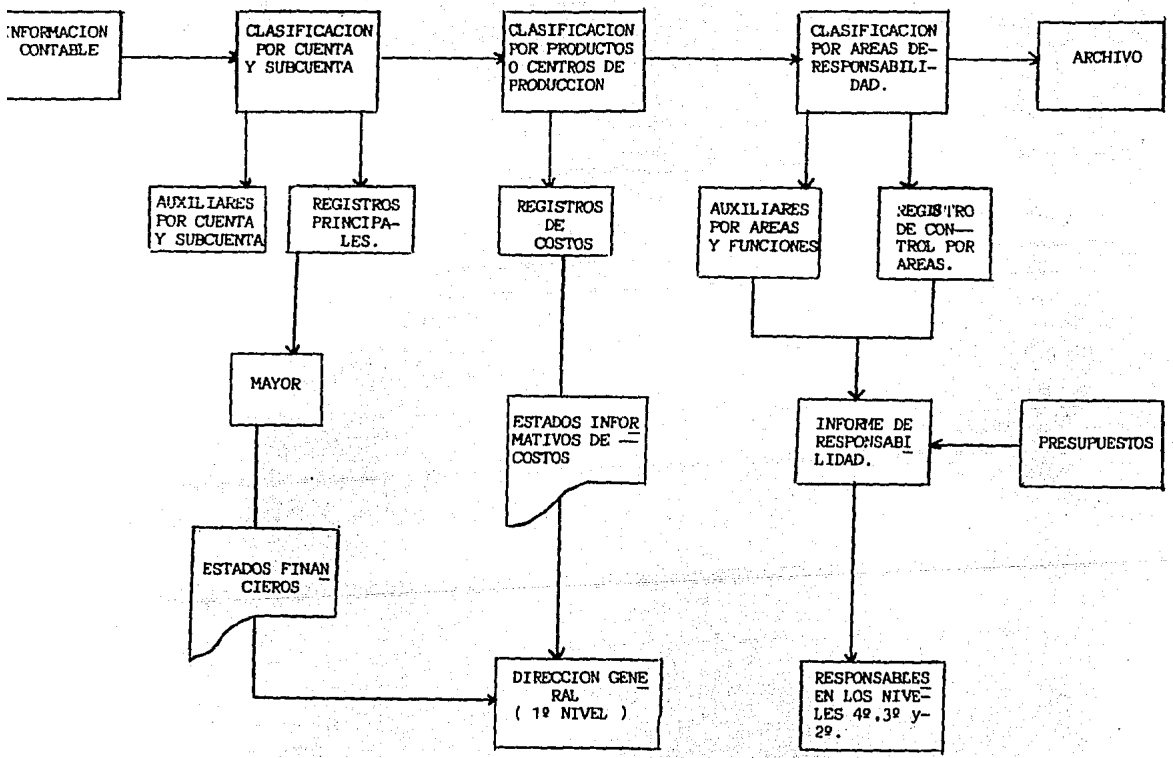 INFORMACION
CONTABLE
CLASIFICACION
POR CUENTA
Y SUBCUENTA
CLASIFICACION
POR PRODUCTOS
O CENTROS DE
PRODUCCION
CLASIFICACION
POR AREAS DE-
RESPONSABILI-
DAD.
ARCHIVO
AUXILIARES
POR CUENTA
Y SUBCUENTA
REGISTROS
PRINCIPA-
LES.
REGISTROS
DE
COSTOS
AUXILIARES
POR AREAS
Y FUNCIONES
REGISTRO
DE CON—
TROL POR
AREAS.
MAYOR
ESTADOS INFOR
MATIVOS DE —
COSTOS
INFORME DE
RESPONSABI
LIDAD.
PRESUPUESTOS
ESTADOS FINAN
CIEROS
DIRECCION GENE
RAL
( 1º NIVEL )
RESPONSABLES
EN LOS NIVE-
LES 4º,3º y-
2º.